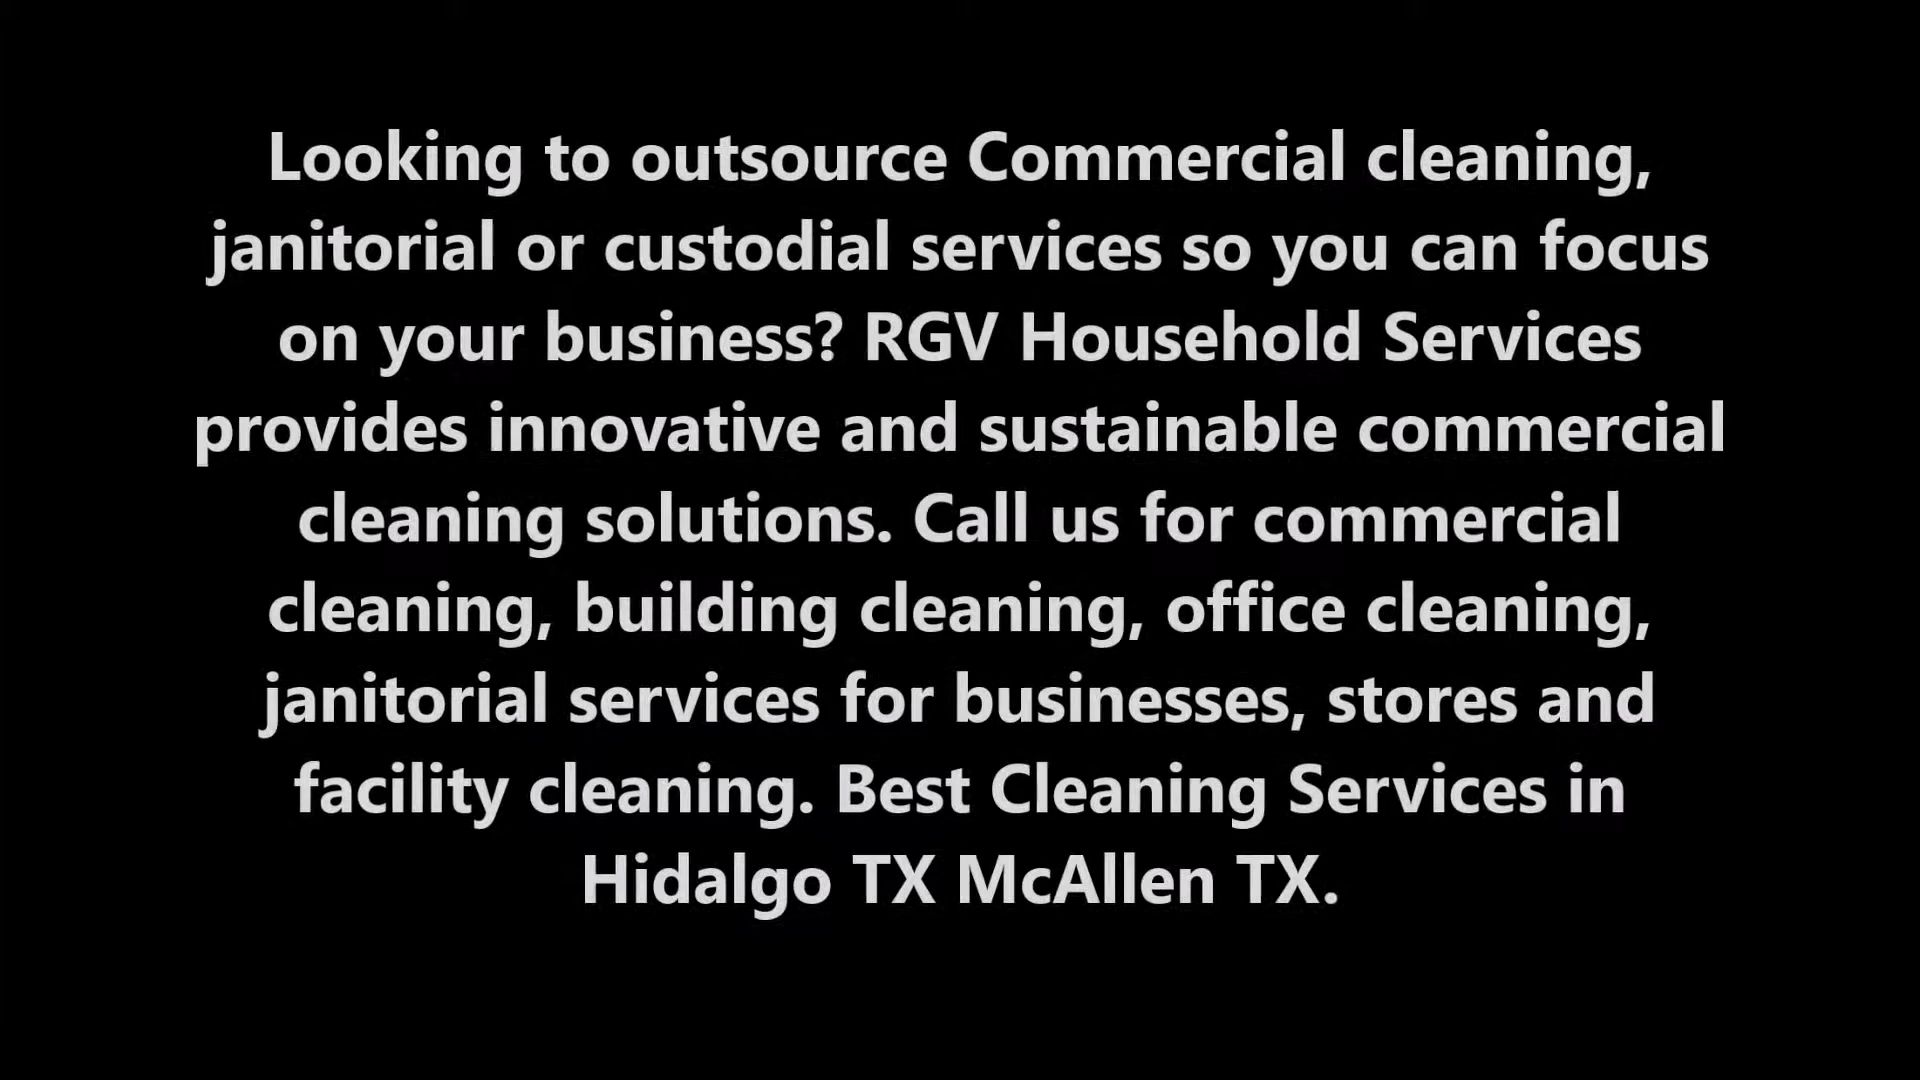 Looking to outsource Commercial cleaning,
janitorial or custodial services so you can focus
on your business? RGV Household Services
provides innovative and sustainable commercial
cleaning solutions. Call us for commercial
cleaning, building cleaning, office cleaning,
janitorial services for businesses, stores and
facility cleaning. Best Cleaning Services in
Hidalgo TX McAllen TX.